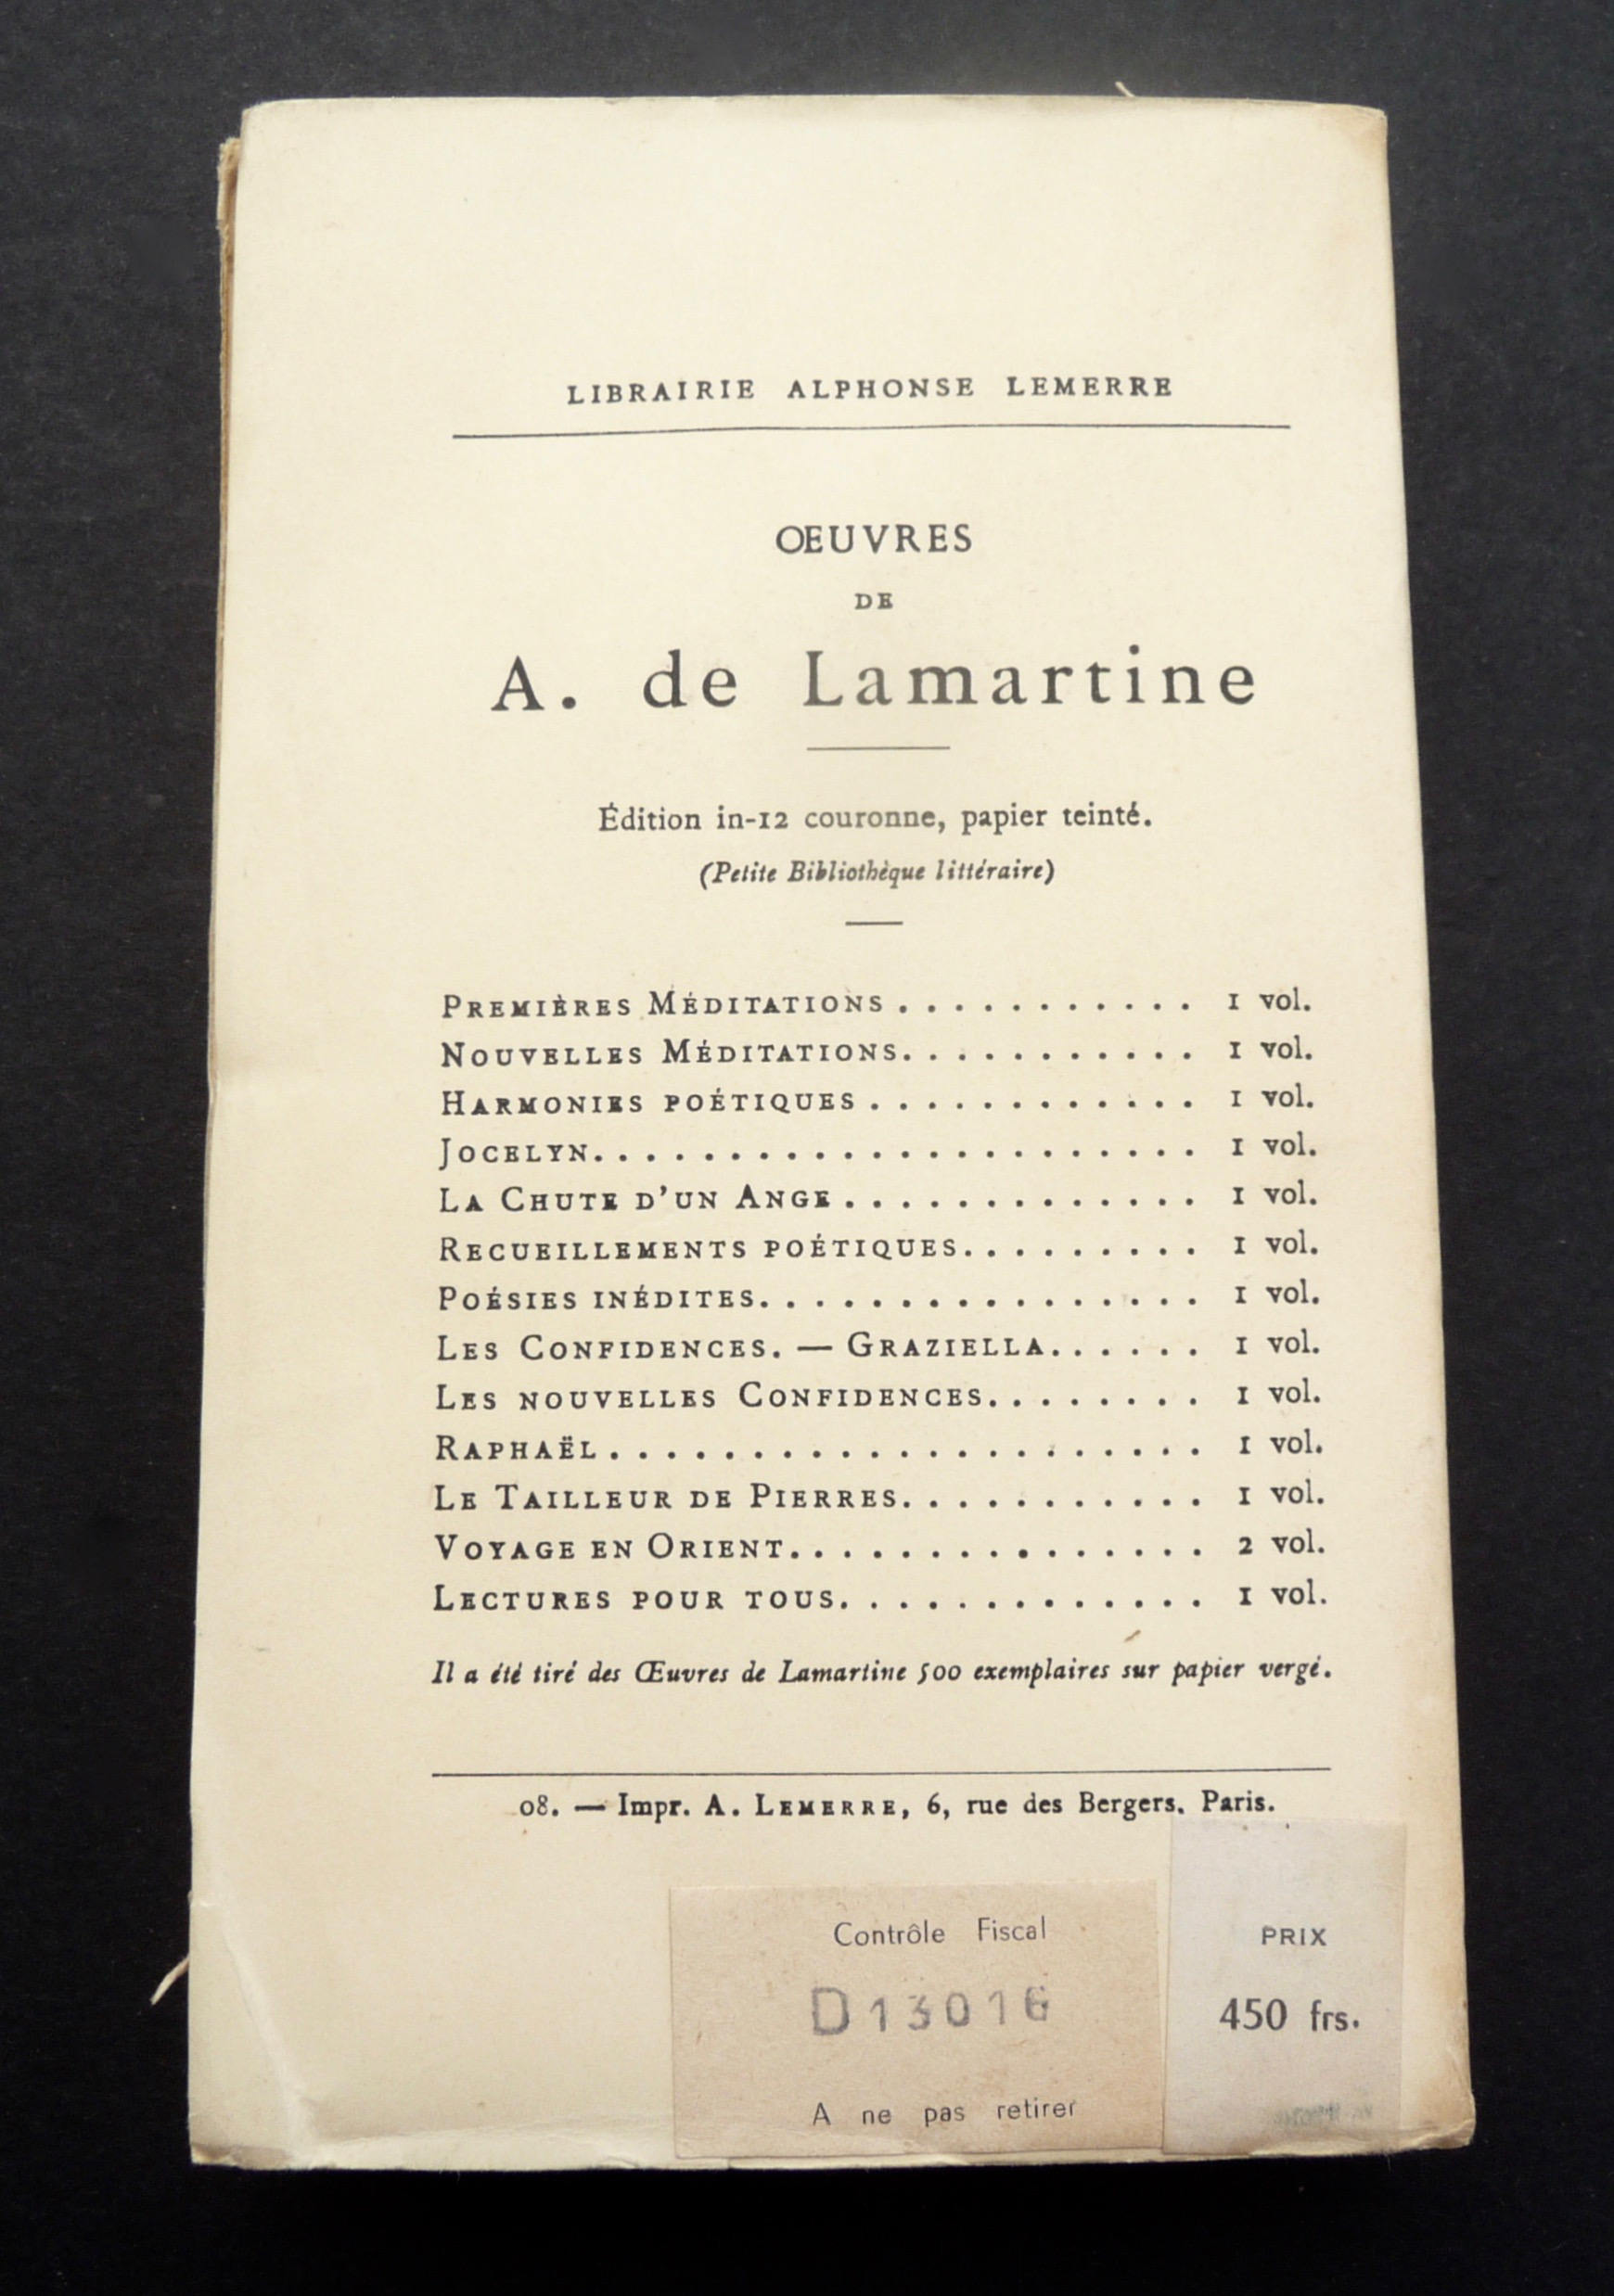 LIBRAIRIE ALPHONSE LEMERRE
OEUVRES
DE
A. de Lamartine
Édition in-12 couronne, papier teinté.
(Petite Bibliothèque littéraire)
PREMIÈRES MÉDITATIONS . . . . . . . . . . . 1 vol.
NOUVELLES MÉDITATIONS. . . . . . . . . . . 1 vol.
HARMONIES POÉTIQUES . . . . . . . . . . . . 1 vol.
JOCELYN. . . . . . . . . . . . . . . . . . . . . . 1 vol.
LA CHUTE D'UN ANGE . . . . . . . . . . . . . 1 vol.
RECUEILLEMENTS POÉTIQUES. . . . . . . . . 1 vol.
POÉSIES INÉDITES. . . . . . . . . . . . . . . . 1 vol.
LES CONFIDENCES. — GRAZIELLA. . . . . . 1 vol.
LES NOUVELLES CONFIDENCES. . . . . . . . 1 vol.
RAPHAËL . . . . . . . . . . . . . . . . . . . . . 1 vol.
LE TAILLEUR DE PIERRES. . . . . . . . . . . 1 vol.
VOYAGE EN ORIENT. . . . . . . . . . . . . . . 2 vol.
LECTURES POUR TOUS. . . . . . . . . . . . . 1 vol.
Il a été tiré des Œuvres de Lamartine 500 exemplaires sur papier vergé.
08. — Impr. A. LEMERRE, 6, rue des Bergers. Paris.
Contrôle Fiscal
D13016
A ne pas retirer
PRIX
450 frs.